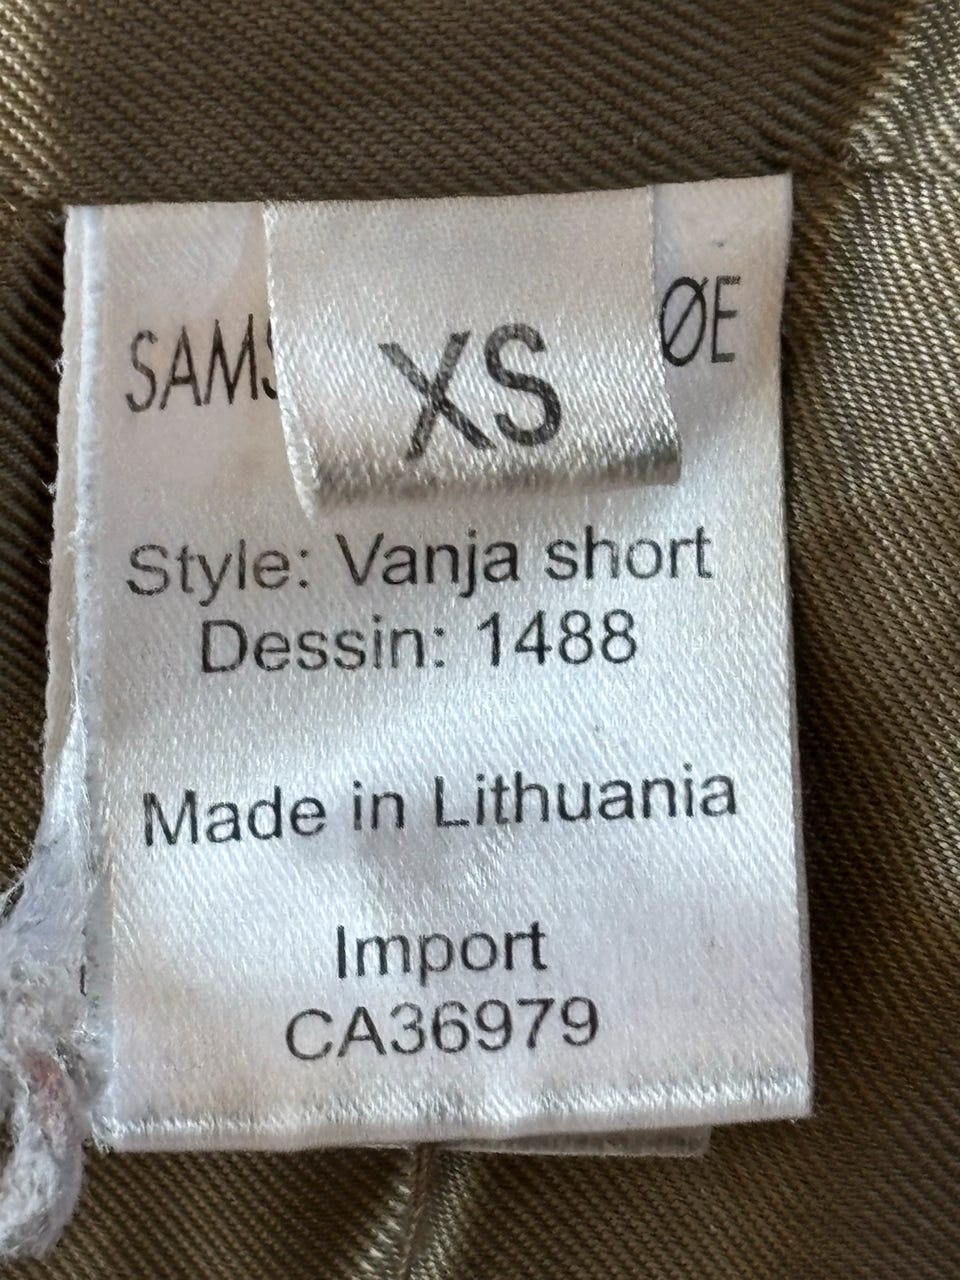 XS
SAMS ØE
Style: Vanja short
Dessin: 1488
Made in Lithuania
Import
CA36979